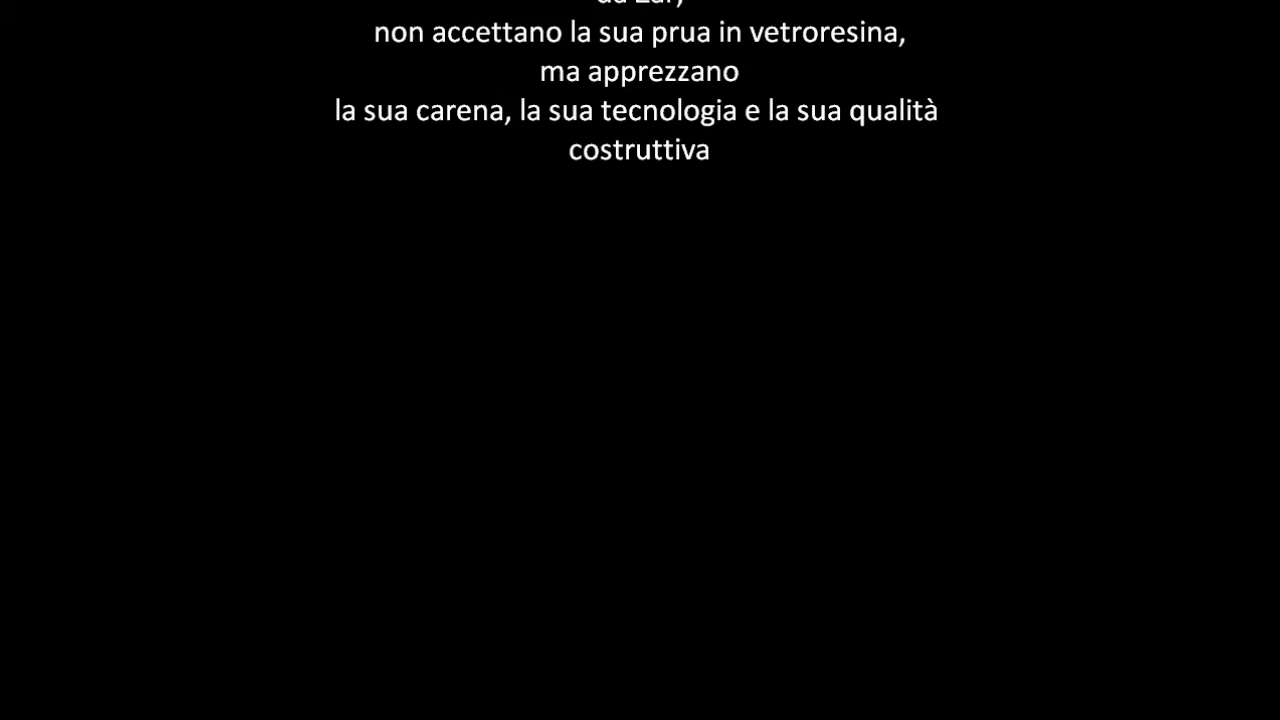 non accettano la sua prua in vetroresina,
ma apprezzano
la sua carena, la sua tecnologia e la sua qualità
costruttiva